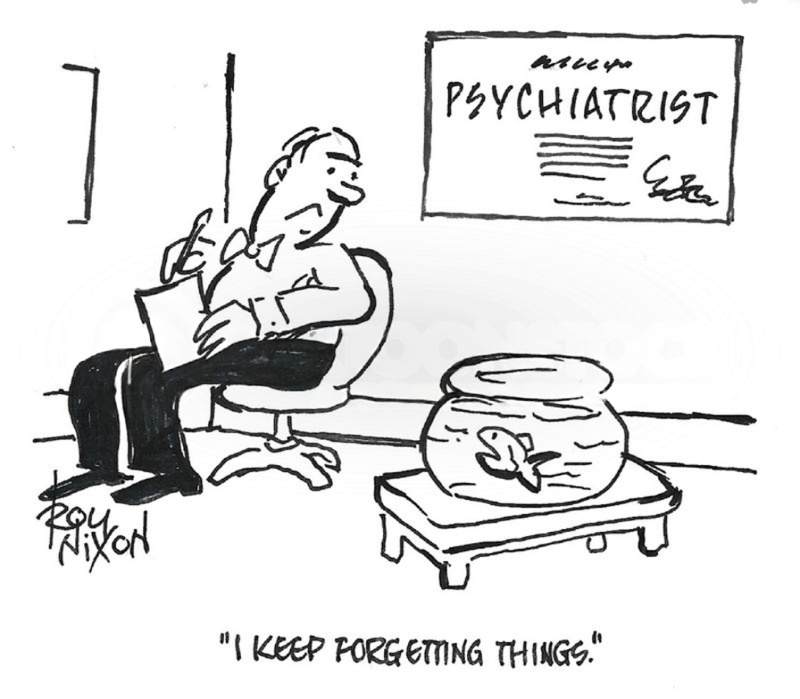 PSYCHIATRIST
ROY
NIXON
"I KEEP FORGETTING THINGS."